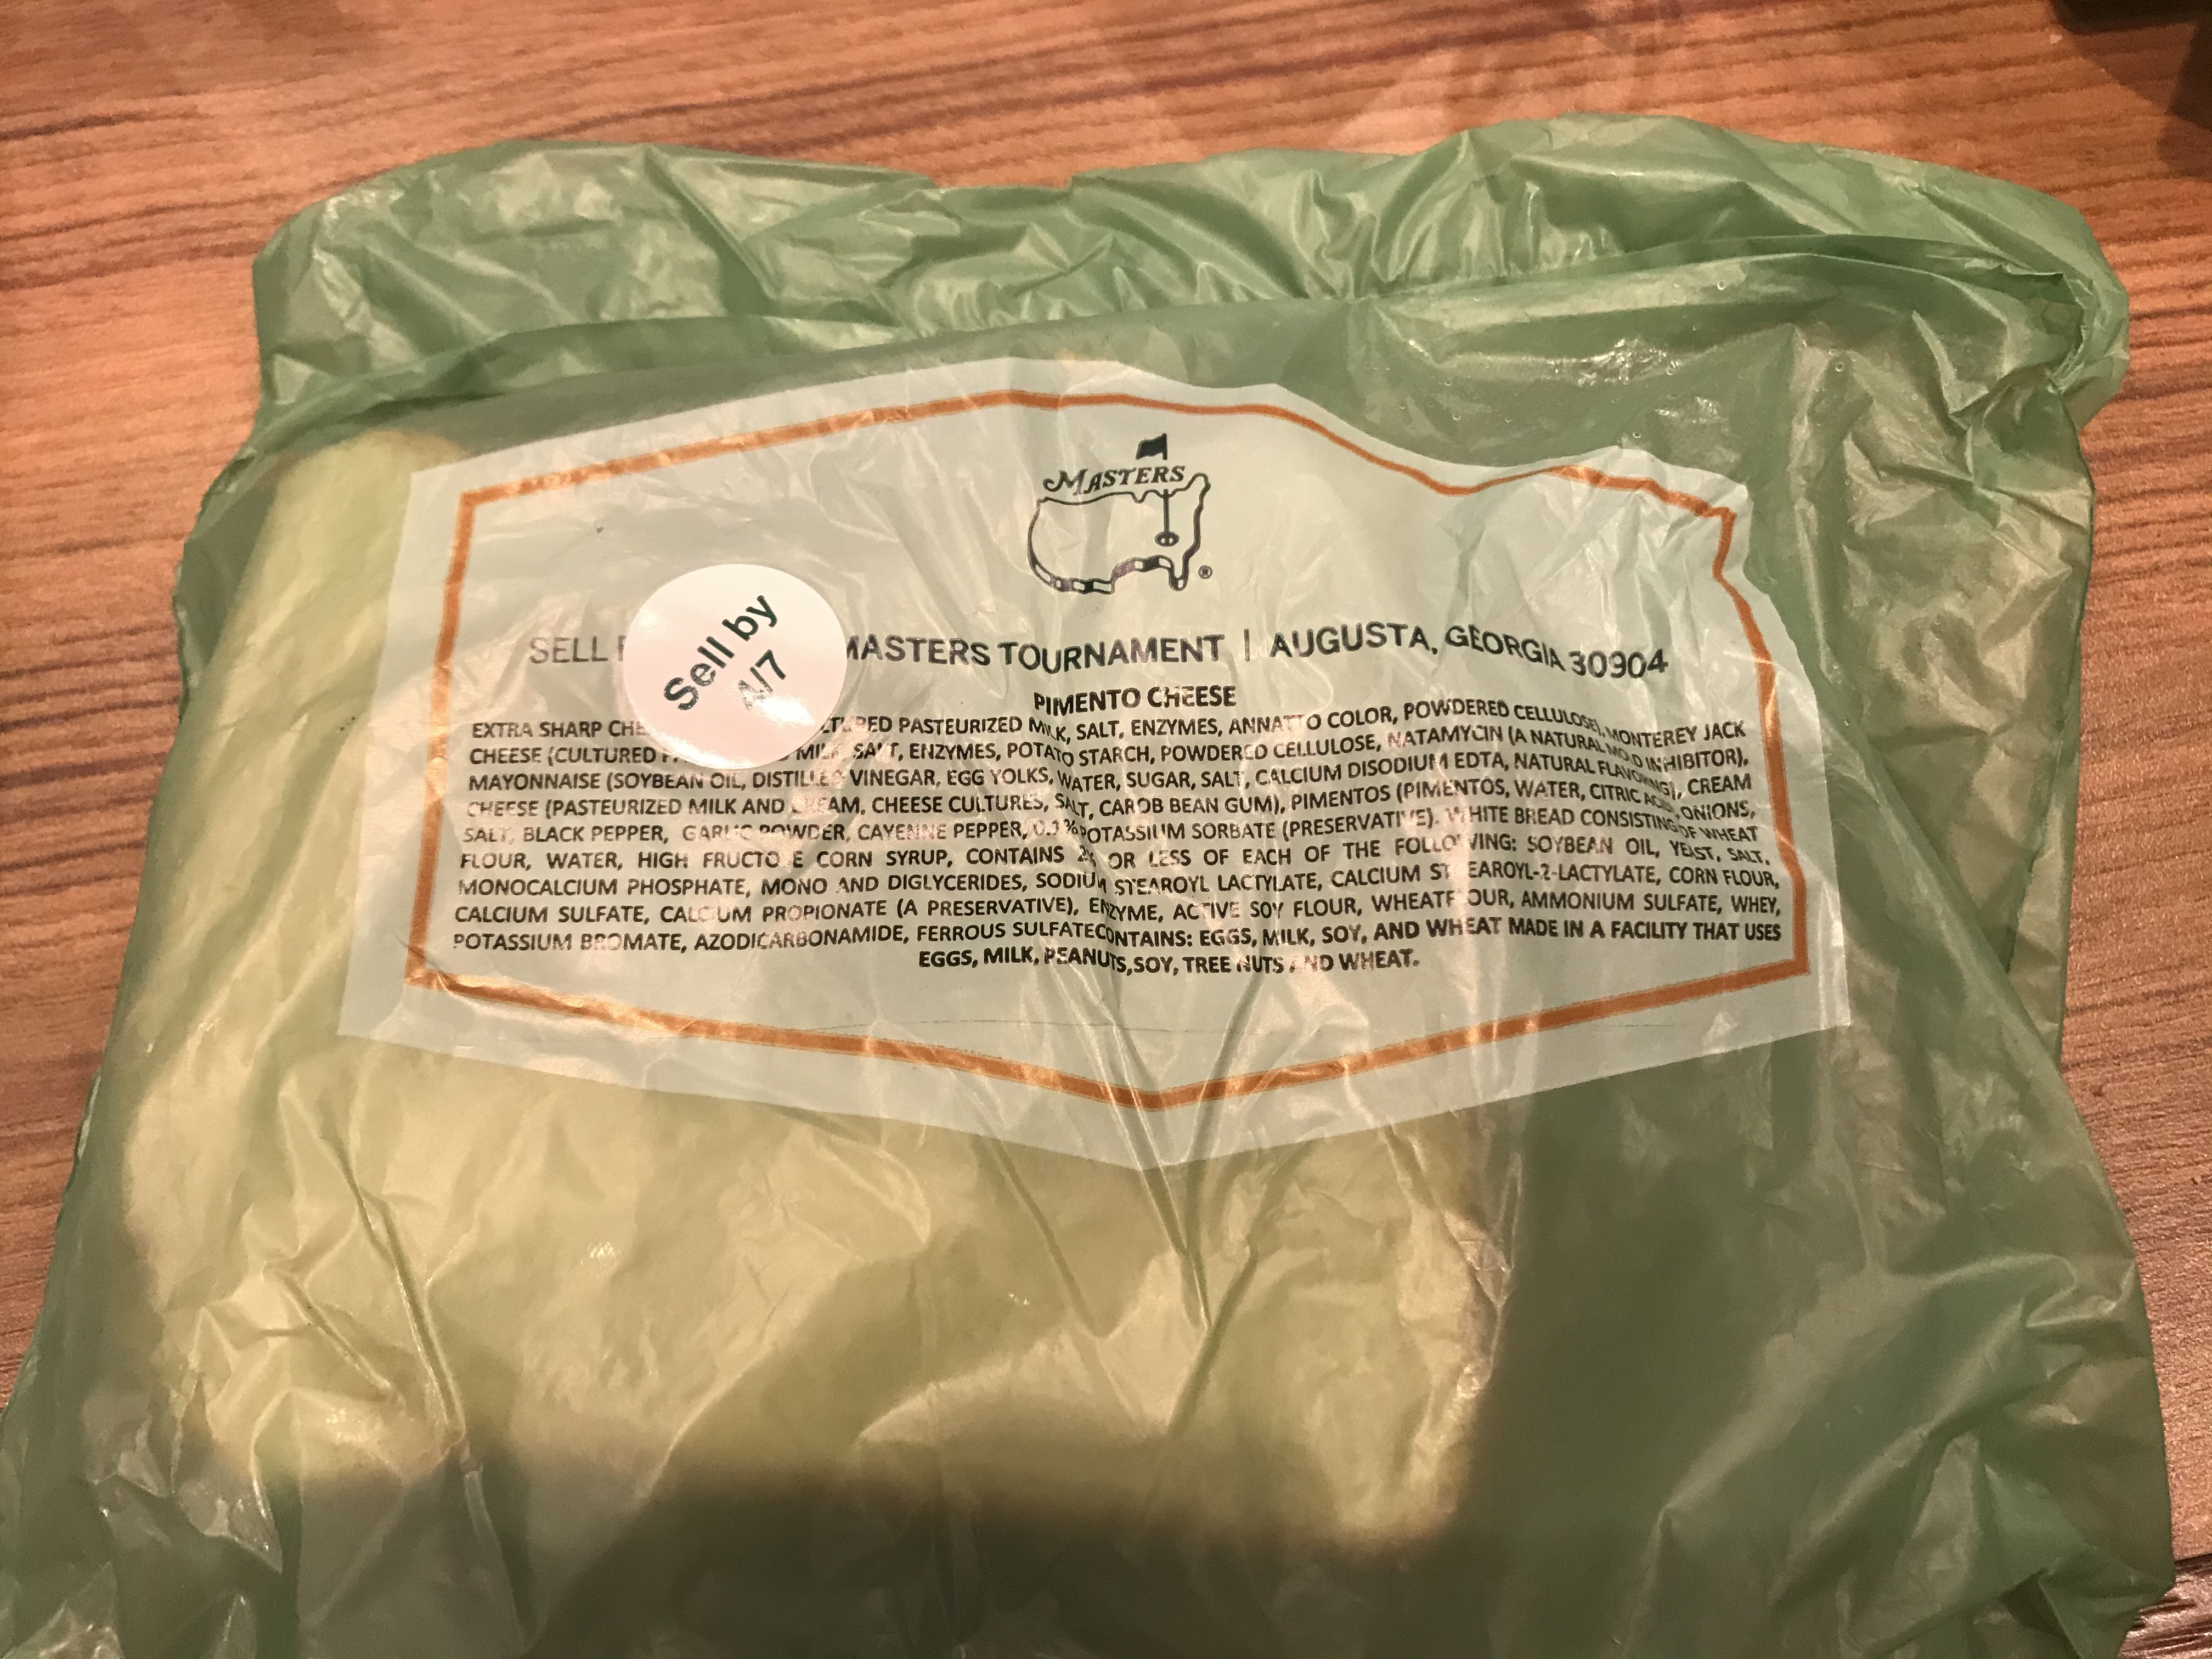 MASTERS
®
Sell by
4/7
SELL MASTERS TOURNAMENT | AUGUSTA, GEORGIA 30904
PIMENTO CHEESE
EXTRA SHARP PASTEURIZED MILK, SALT, ENZYMES, ANNATTO COLOR, POWDERED CELLULOSE), MONTEREY JACK
CHEESE (CULTURED MILK, SALT, ENZYMES, POTATO STARCH, POWDERED CELLULOSE, NATAMYCIN (A NATURAL MOLD INHIBITOR),
MAYONNAISE (SOYBEAN OIL, DISTILLED VINEGAR, EGG YOLKS, WATER, SUGAR, SALT, CALCIUM DISODIUM EDTA, NATURAL FLAVORING), CREAM
CHEESE (PASTEURIZED MILK AND CREAM, CHEESE CULTURES, SALT, CAROB BEAN GUM), PIMENTOS (PIMENTOS, WATER, CITRIC ACID, ONIONS,
SALT, BLACK PEPPER, GARLIC POWDER, CAYENNE PEPPER, 0.1% POTASSIUM SORBATE (PRESERVATIVE). WHITE BREAD CONSISTING OF WHEAT
FLOUR, WATER, HIGH FRUCTOSE CORN SYRUP, CONTAINS 2% OR LESS OF EACH OF THE FOLLOWING: SOYBEAN OIL, YEAST, SALT,
MONOCALCIUM PHOSPHATE, MONO AND DIGLYCERIDES, SODIUM STEAROYL LACTYLATE, CALCIUM STEAROYL-2-LACTYLATE, CORN FLOUR,
CALCIUM SULFATE, CALCIUM PROPIONATE (A PRESERVATIVE), ENZYME, ACTIVE SOY FLOUR, WHEAT FLOUR, AMMONIUM SULFATE, WHEY,
POTASSIUM BROMATE, AZODICARBONAMIDE, FERROUS SULFATECONTAINS: EGGS, MILK, SOY, AND WHEAT MADE IN A FACILITY THAT USES
EGGS, MILK, PEANUTS,SOY, TREE NUTS AND WHEAT.